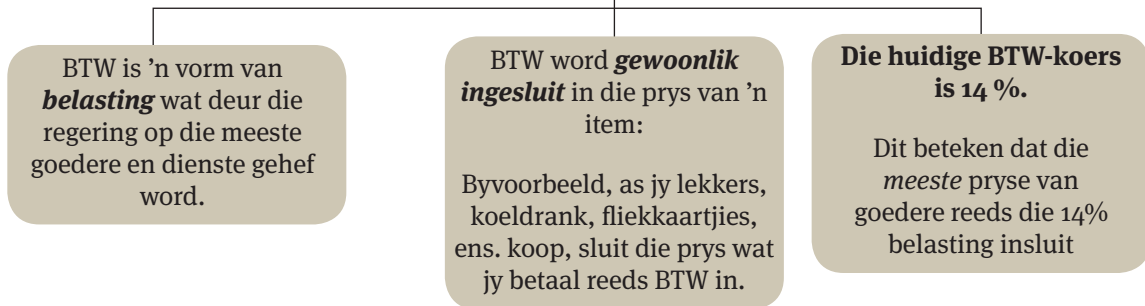 BTW is ’n vorm van
belasting wat deur die
regering op die meeste
goedere en dienste gehef
word.
BTW word gewoonlik
ingesluit in die prys van ’n
item:
Byvoorbeeld, as jy lekkers,
koeldrank, fliekkaartjies,
ens. koop, sluit die prys wat
jy betaal reeds BTW in.
Die huidige BTW-koers
is 14 %.
Dit beteken dat die
meeste pryse van
goedere reeds die 14%
belasting insluit